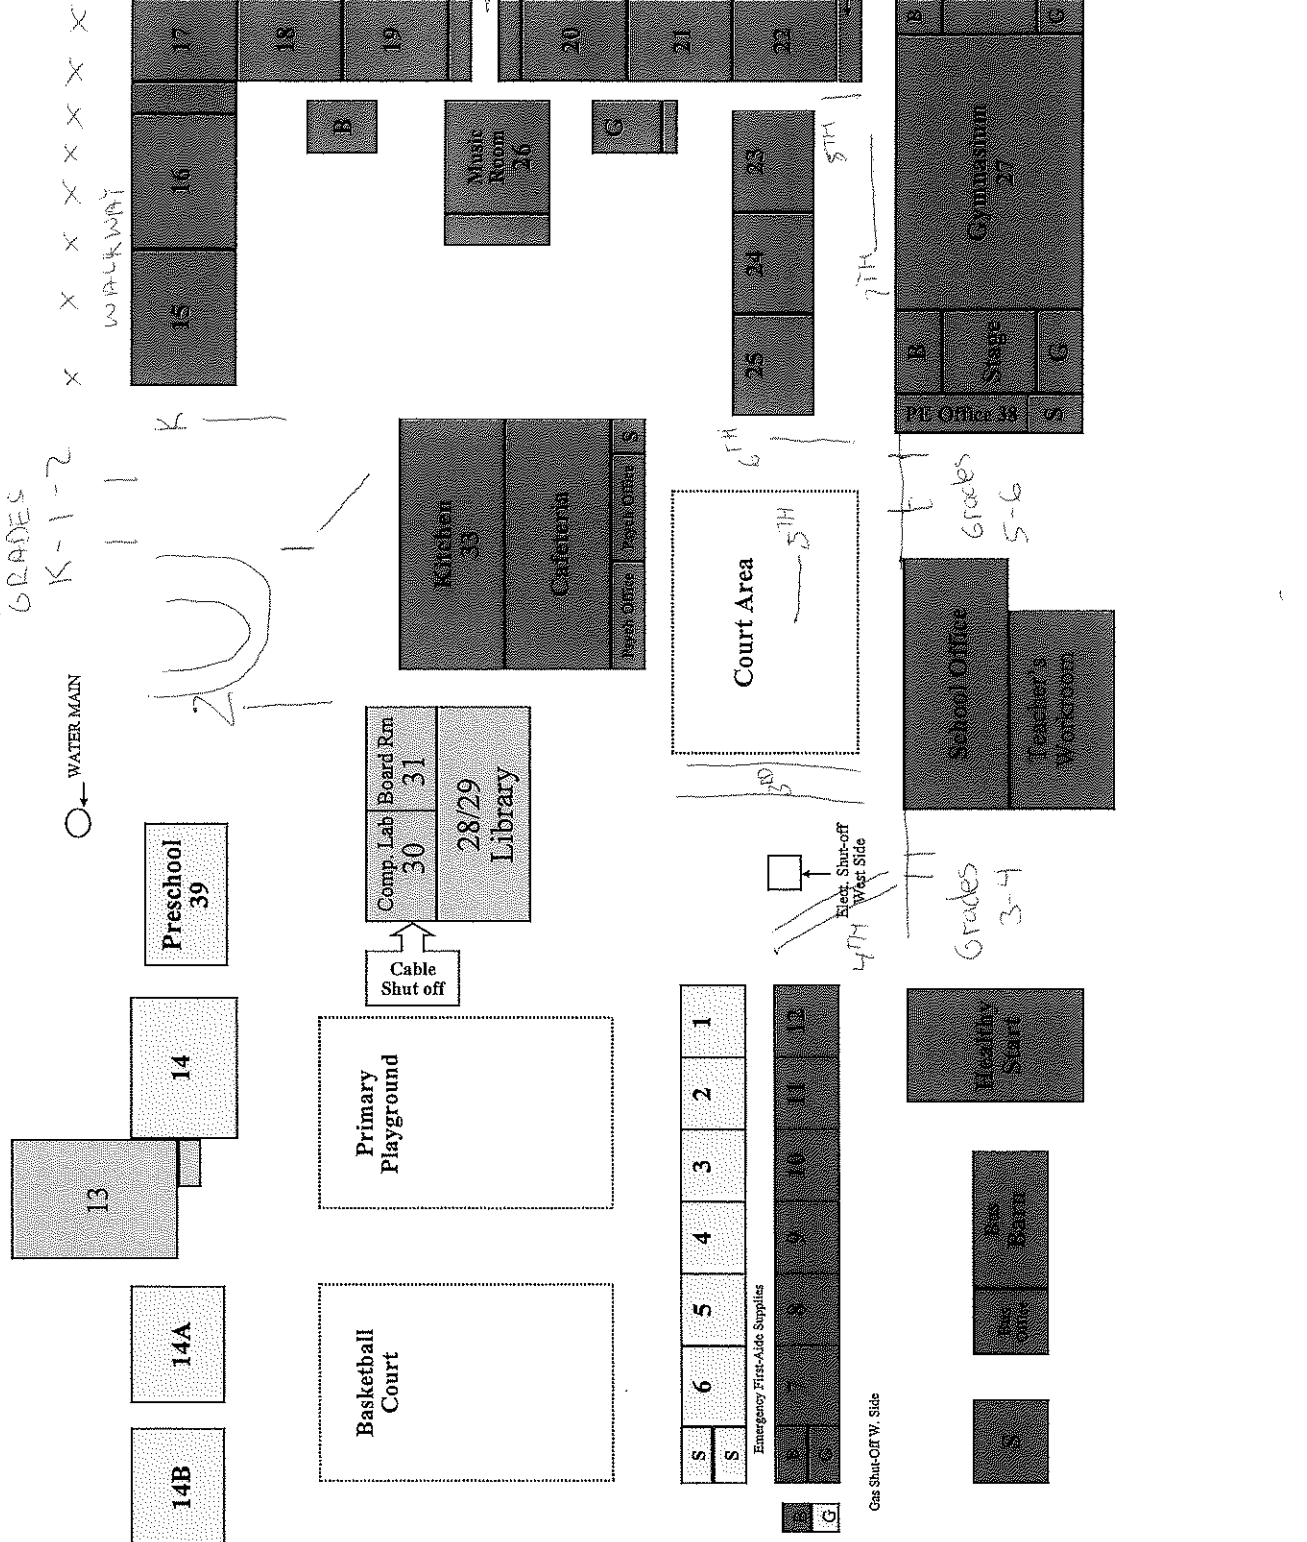 GRADES
K-1-2
WATER MAIN
14B
14A
13
14
Preschool
39
2
K
15
WALKWAY
16
17
X X X X X X X X X
18
19
20
21
22
B
G
B
Music
Room
26
G
Basketball
Court
Primary
Playground
Cable
Shut off
Comp. Lab
30
Board Rm
31
28/29
Library
1
Kitchen
33
Cafeteria
Psych Office
Psych Office
S
25
24
23
8TH
7TH
6TH
Court Area
5TH
3RD
4TH
Elect. Shut-off
West Side
S
S
6
5
4
3
2
1
Emergency First-Aide Supplies
B
G
B
G
7
8
9
10
11
12
Gas Shut-Off W. Side
S
Bus
Barn
Healthy
Start
Grades
3-4
School Office
Teacher's
Workroom
Grades
5-6
PE Office 38
S
B
Stage
G
Gymnasium
27